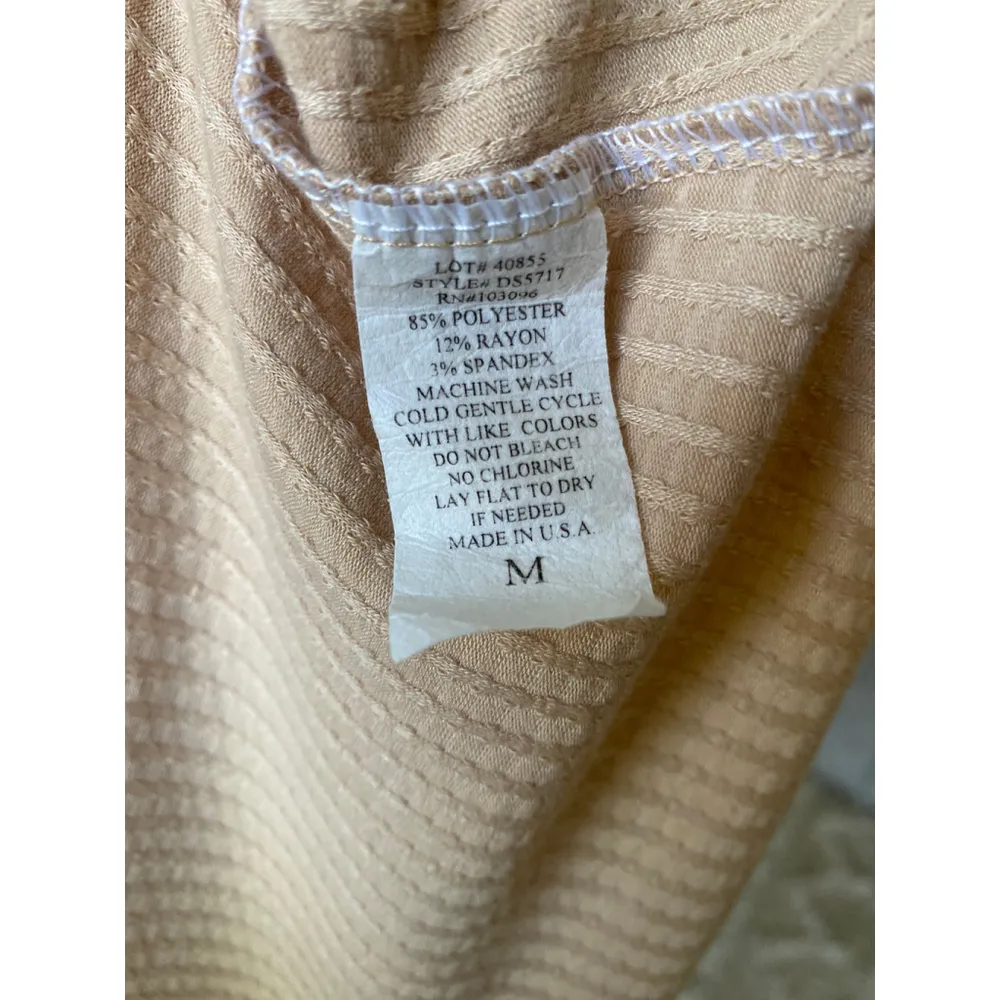 LOT# 40855
STYLE# DS5717
RN#103096
85% POLYESTER
12% RAYON
3% SPANDEX
MACHINE WASH
COLD GENTLE CYCLE
WITH LIKE COLORS
DO NOT BLEACH
NO CHLORINE
LAY FLAT TO DRY
IF NEEDED
MADE IN U.S.A
M